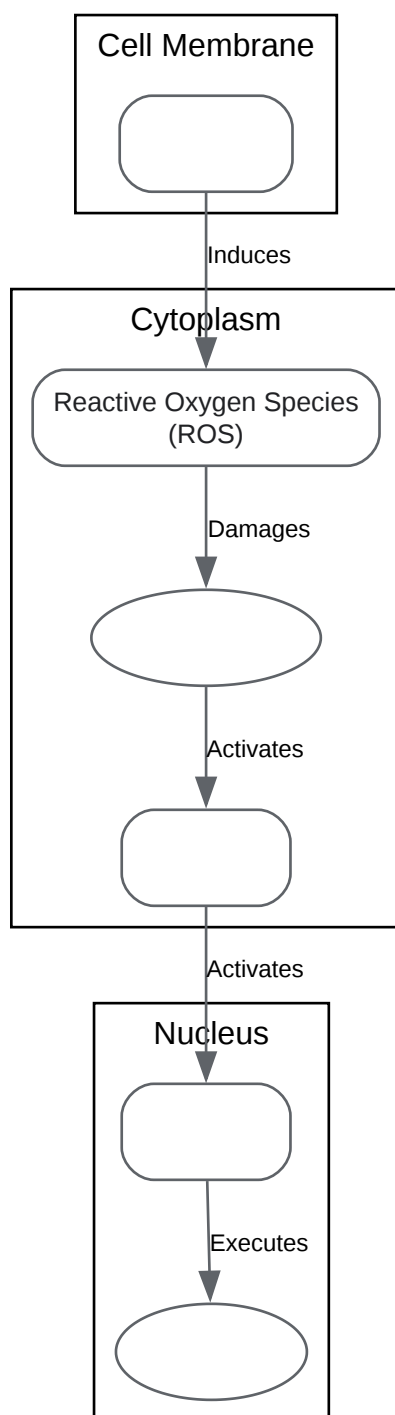 Cell Membrane
Induces
Cytoplasm
Reactive Oxygen Species
(ROS)
Damages
Activates
Activates
Nucleus
Executes